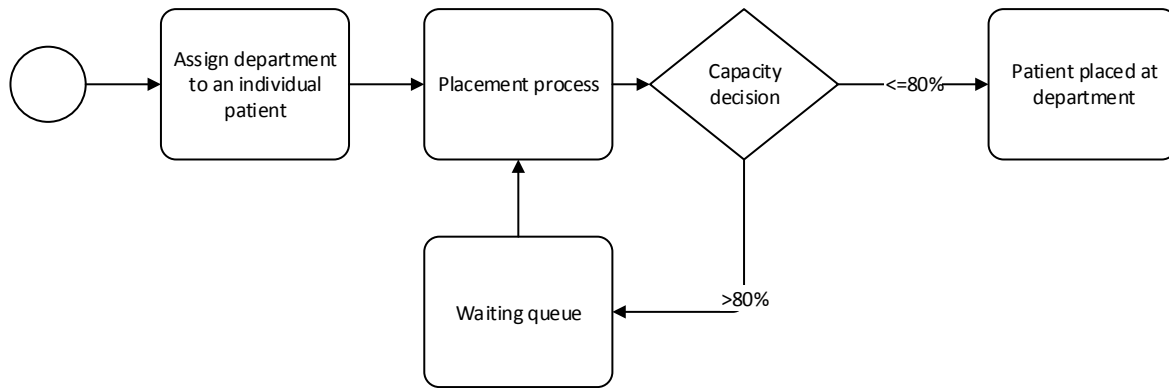 Assign department
to an individual
patient
Placement process
Capacity
decision
<=80%
Patient placed at
department
>80%
Waiting queue